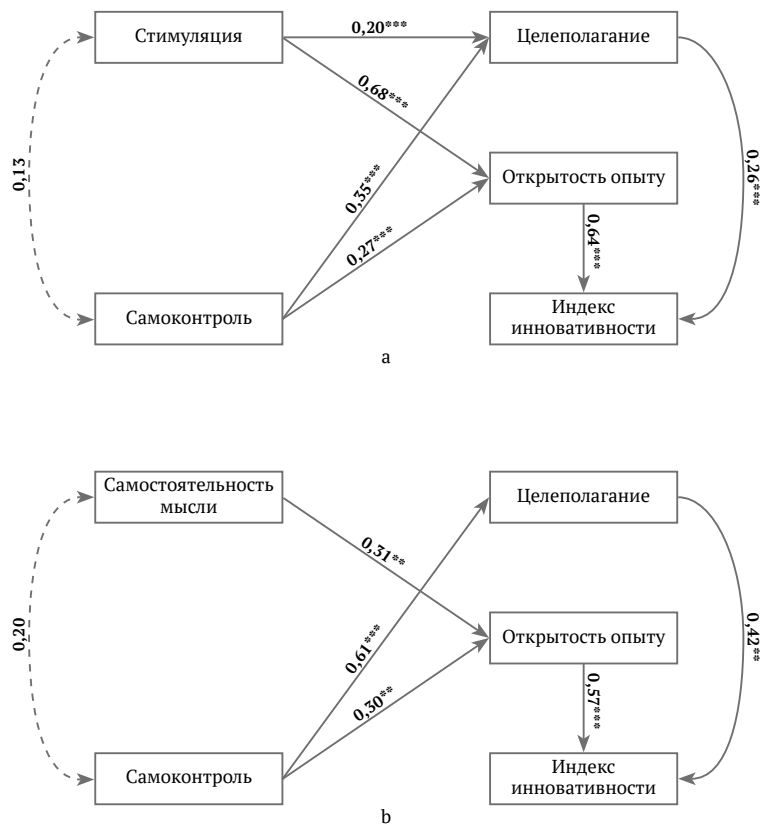 Стимуляция
0,20***
Целеполагание
0,68***
0,13
0,35***
Открытость опыту
0,26***
0,27***
0,64***
Самоконтроль
Индекс
инновативности
a
Самостоятельность
мысли
Целеполагание
0,31**
0,20
0,61***
Открытость опыту
0,42**
0,30**
0,57***
Самоконтроль
Индекс
инновативности
b